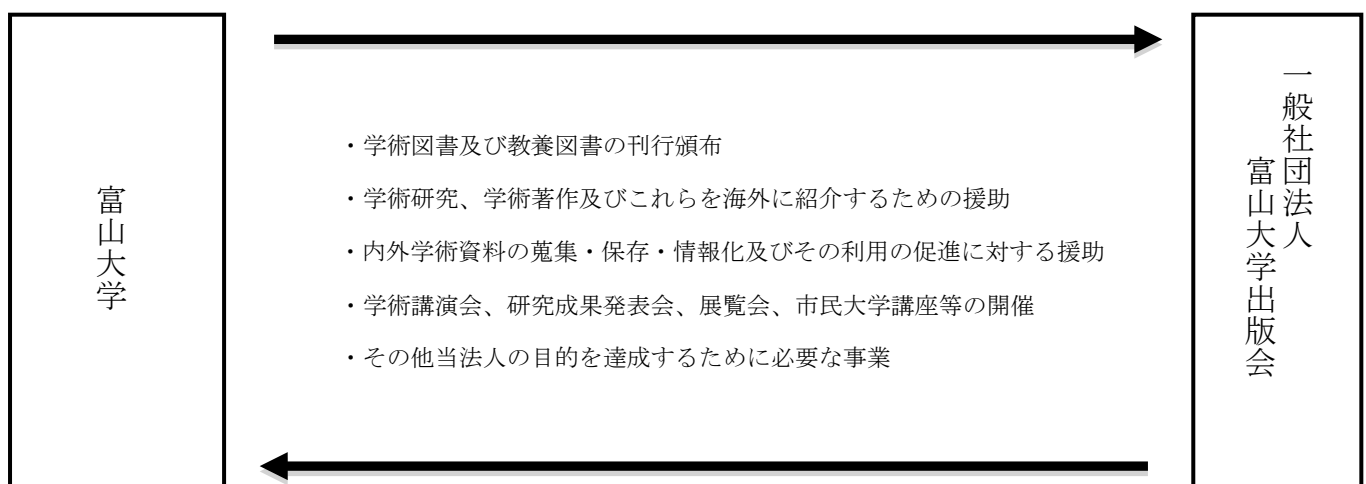 富山大学
・学術図書及び教養図書の刊行頒布
・学術研究、学術著作及びこれらを海外に紹介するための援助
・内外学術資料の蒐集・保存・情報化及びその利用の促進に対する援助
・学術講演会、研究成果発表会、展覧会、市民大学講座等の開催
・その他当法人の目的を達成するために必要な事業
一般社団法人
富山大学出版会